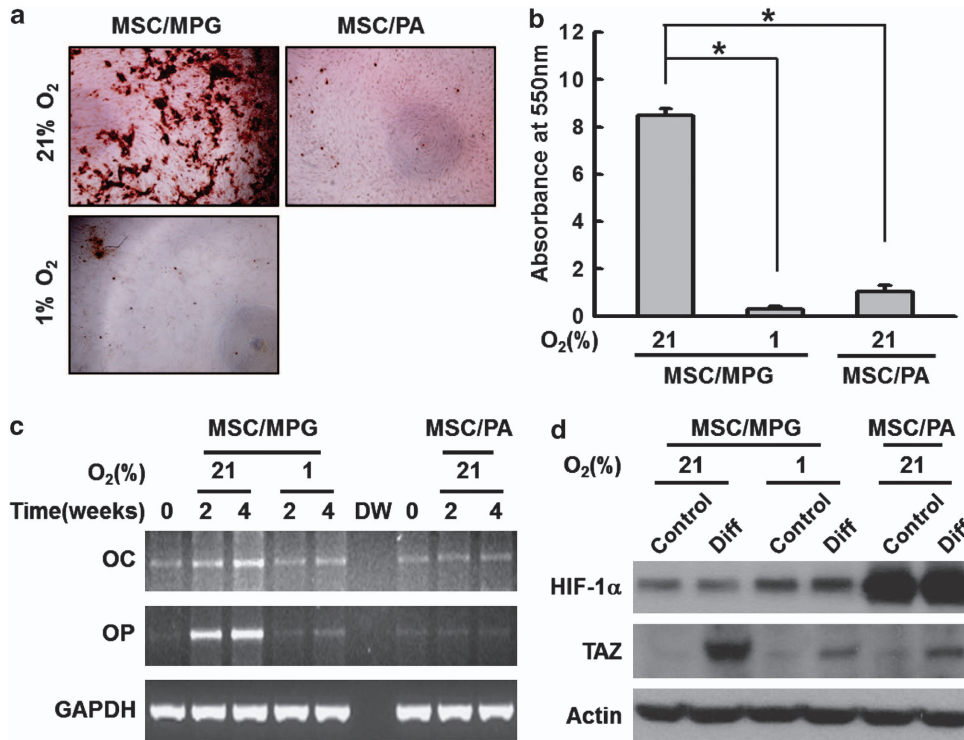 a
MSC/MPG
MSC/PA
21% O2
1% O2
b
Absorbance at 550nm
12
10
8
6
4
2
0
*
*
O2(%)
21
1
21
MSC/MPG
MSC/PA
c
MSC/MPG
MSC/PA
O2(%)
21
1
21
Time(weeks)
0
2
4
2
4
DW
0
2
4
OC
OP
GAPDH
d
MSC/MPG
MSC/PA
O2(%)
21
1
21
Control
Diff
Control
Diff
Control
Diff
HIF-1α
TAZ
Actin